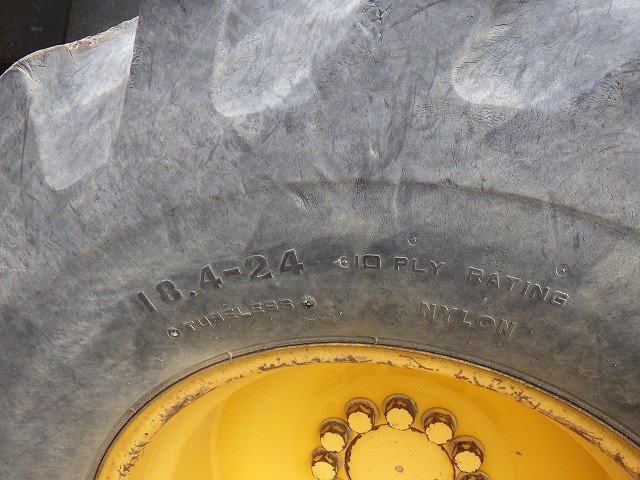 18.4-24
10 PLY RATING
TUBELESS
NYLON